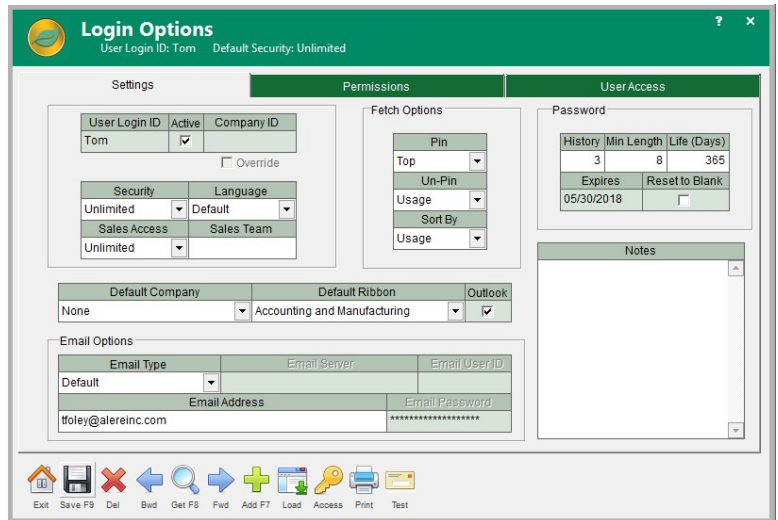 Login Options
? ×
User Login ID: Tom Default Security: Unlimited
Settings Permissions User Access
User Login ID Active Company ID
Tom
Override
Security Language
Unlimited Default
Sales Access Sales Team
Unlimited
Fetch Options
Pin
Top
Un-Pin
Usage
Sort By
Usage
Password
History Min Length Life (Days)
3 8 365
Expires Reset to Blank
05/30/2018
Notes
Default Company Default Ribbon Outlook
None Accounting and Manufacturing
Email Options
Email Type Email Server Email User ID
Default
Email Address Email Password
tfoley@alereinc.com *******************
Exit Save F9 Del Bwd Get F8 Fwd Add F7 Load Access Print Test